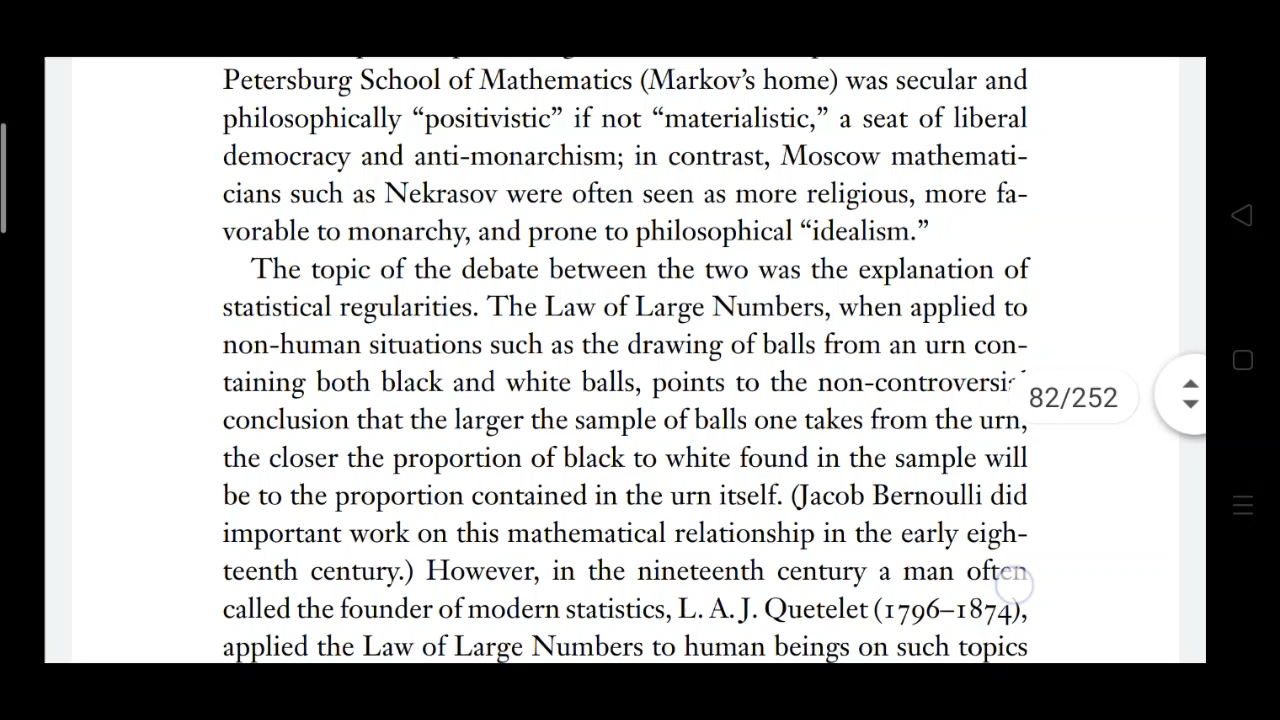 Petersburg School of Mathematics (Markov’s home) was secular and
philosophically “positivistic” if not “materialistic,” a seat of liberal
democracy and anti-monarchism; in contrast, Moscow mathemati-
cians such as Nekrasov were often seen as more religious, more fa-
vorable to monarchy, and prone to philosophical “idealism.”
The topic of the debate between the two was the explanation of
statistical regularities. The Law of Large Numbers, when applied to
non-human situations such as the drawing of balls from an urn con-
taining both black and white balls, points to the non-controversial
conclusion that the larger the sample of balls one takes from the urn,
the closer the proportion of black to white found in the sample will
be to the proportion contained in the urn itself. (Jacob Bernoulli did
important work on this mathematical relationship in the early eigh-
teenth century.) However, in the nineteenth century a man often
called the founder of modern statistics, L. A. J. Quetelet (1796–1874),
applied the Law of Large Numbers to human beings on such topics
82/252